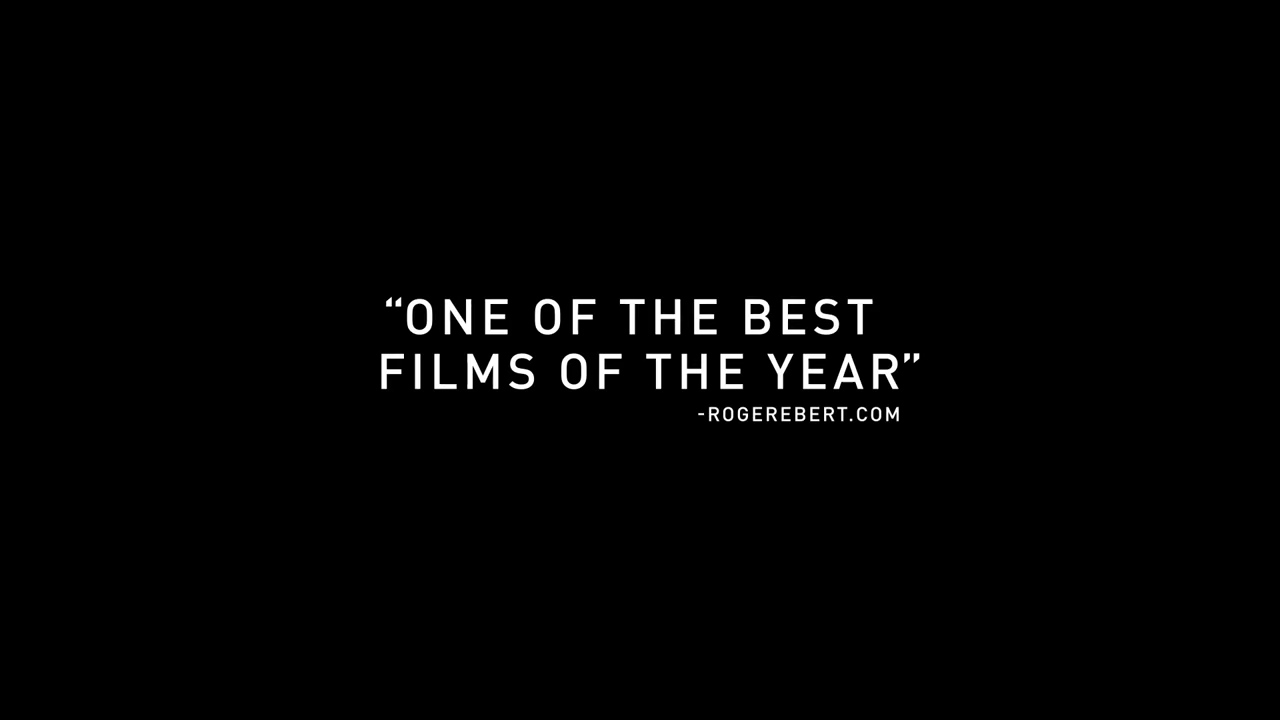 “ONE OF THE BEST
FILMS OF THE YEAR”
-ROGEREBERT.COM